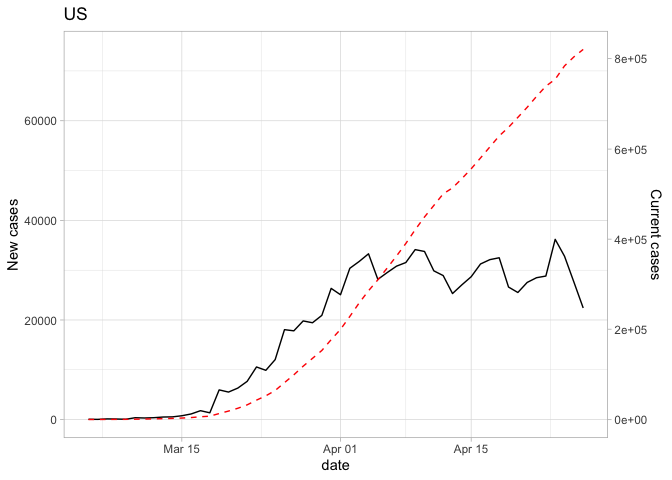 US
New cases
60000
40000
20000
0
8e+05
6e+05
4e+05
2e+05
0e+00
Current cases
Mar 15
Apr 01
Apr 15
date